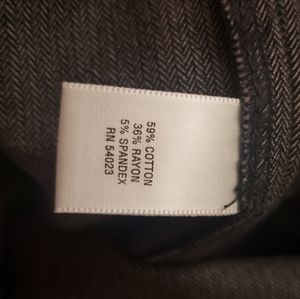 59% COTTON
36% RAYON
5% SPANDEX
RN 54023